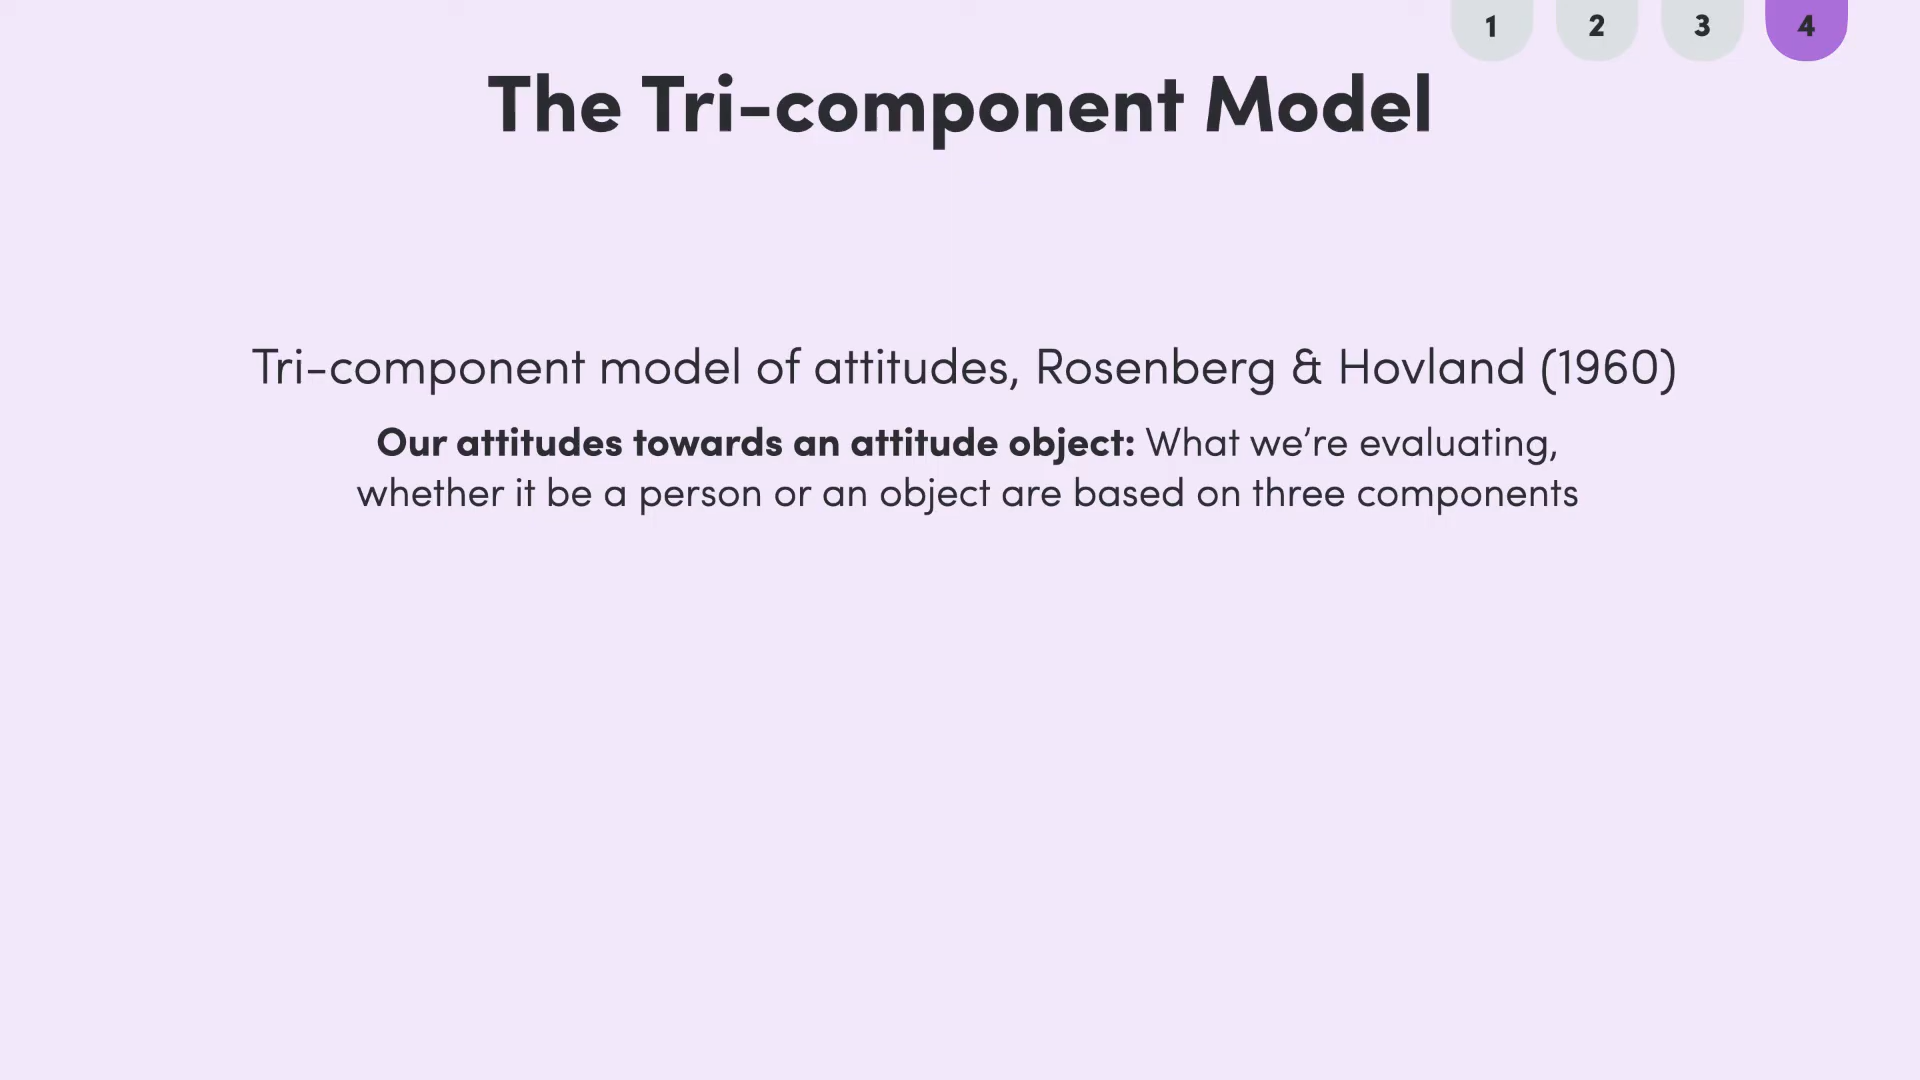 1 2 3 4
The Tri-component Model
Tri-component model of attitudes, Rosenberg & Hovland (1960)
Our attitudes towards an attitude object: What we’re evaluating,
whether it be a person or an object are based on three components